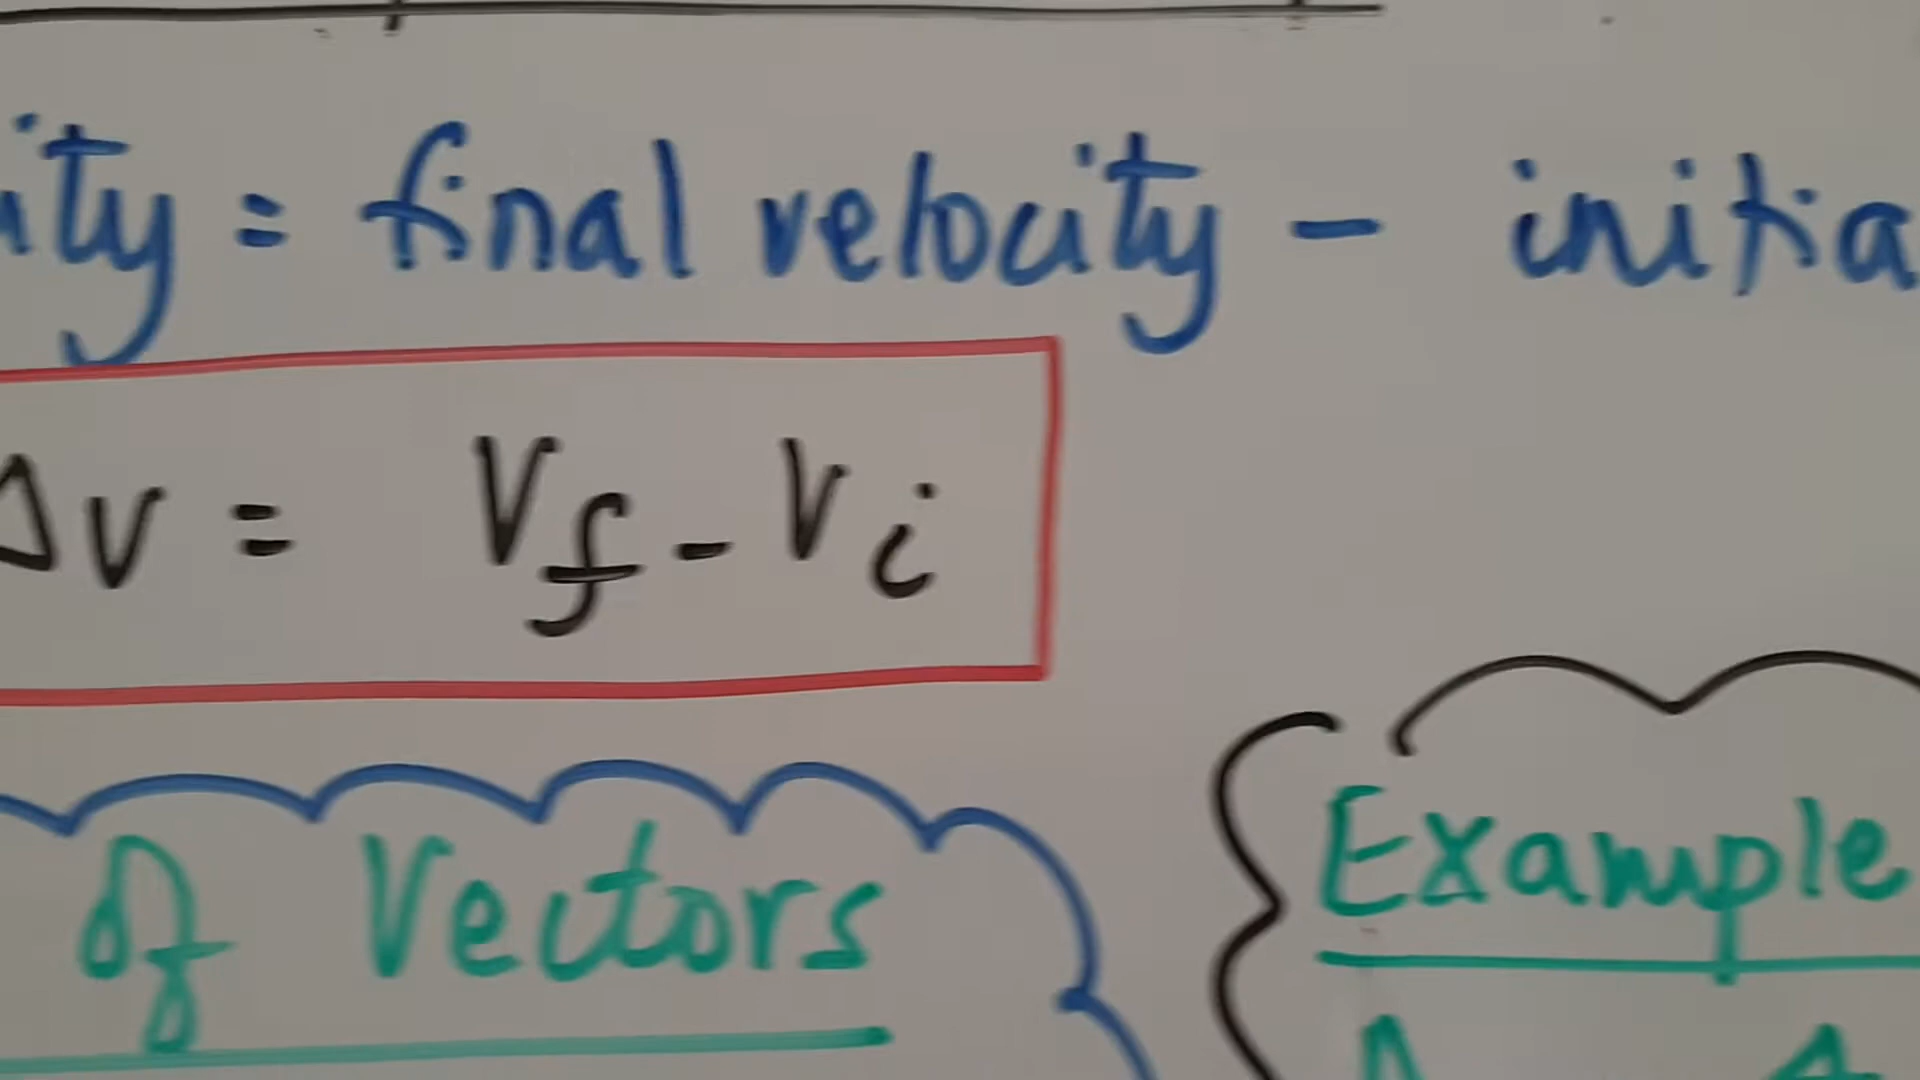 ity = final velocity - initia
Δv = Vf - Vi
Of Vectors
Example